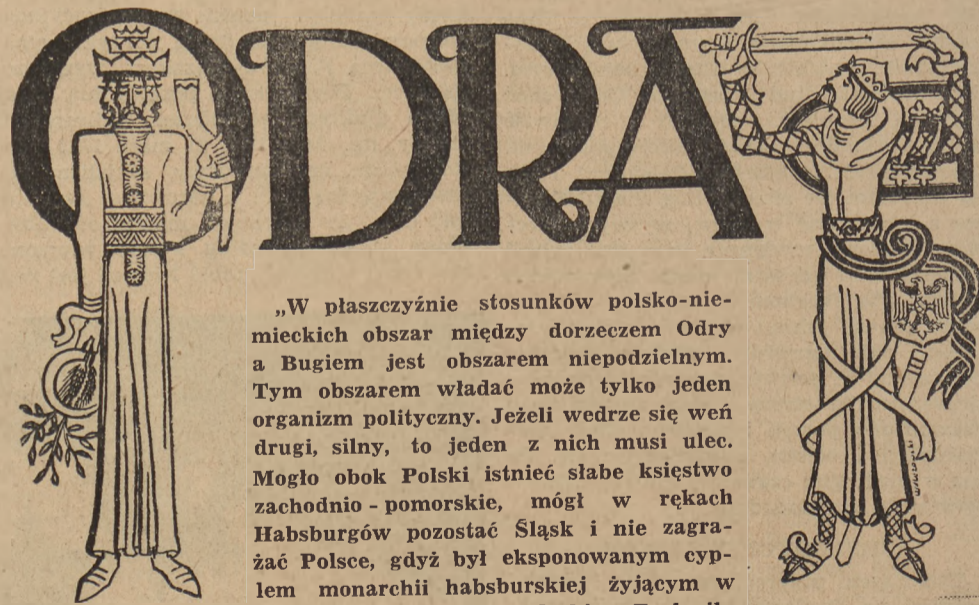 ODRA
„W płaszczyźnie stosunków polsko-nie-
mieckich obszar między dorzeczem Odry
a Bugiem jest obszarem niepodzielnym.
Tym obszarem władać może tylko jeden
organizm polityczny. Jeżeli wedrze się weń
drugi, silny, to jeden z nich musi ulec.
Mogło obok Polski istnieć słabe księstwo
zachodnio - pomorskie, mógł w rękach
Habsburgów pozostać Śląsk i nie zagra-
żać Polsce, gdyż był eksponowanym cyp-
lem monarchii habsburskiej żyjącym w